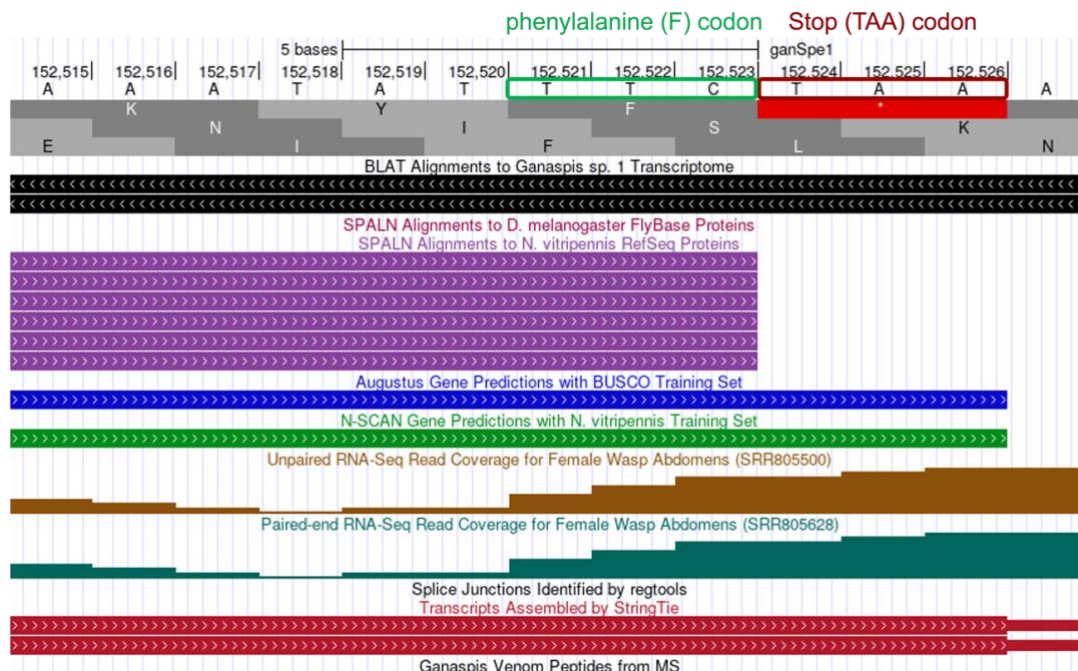 phenylalanine (F) codon Stop (TAA) codon
5 bases ganSpe1
152,515 152,516 152,517 152,518 152,519 152,520 152,521 152,522 152,523 152,524 152,525 152,526
A A A T A T T T C T A A A
K Y F *
N I S K
E I F L N
BLAT Alignments to Ganaspis sp. 1 Transcriptome
SPALN Alignments to D. melanogaster FlyBase Proteins
SPALN Alignments to N. vitripennis RefSeq Proteins
Augustus Gene Predictions with BUSCO Training Set
N-SCAN Gene Predictions with N. vitripennis Training Set
Unpaired RNA-Seq Read Coverage for Female Wasp Abdomens (SRR805500)
Paired-end RNA-Seq Read Coverage for Female Wasp Abdomens (SRR805628)
Splice Junctions Identified by regtools
Transcripts Assembled by StringTie
Ganaspis Venom Peptides from MS